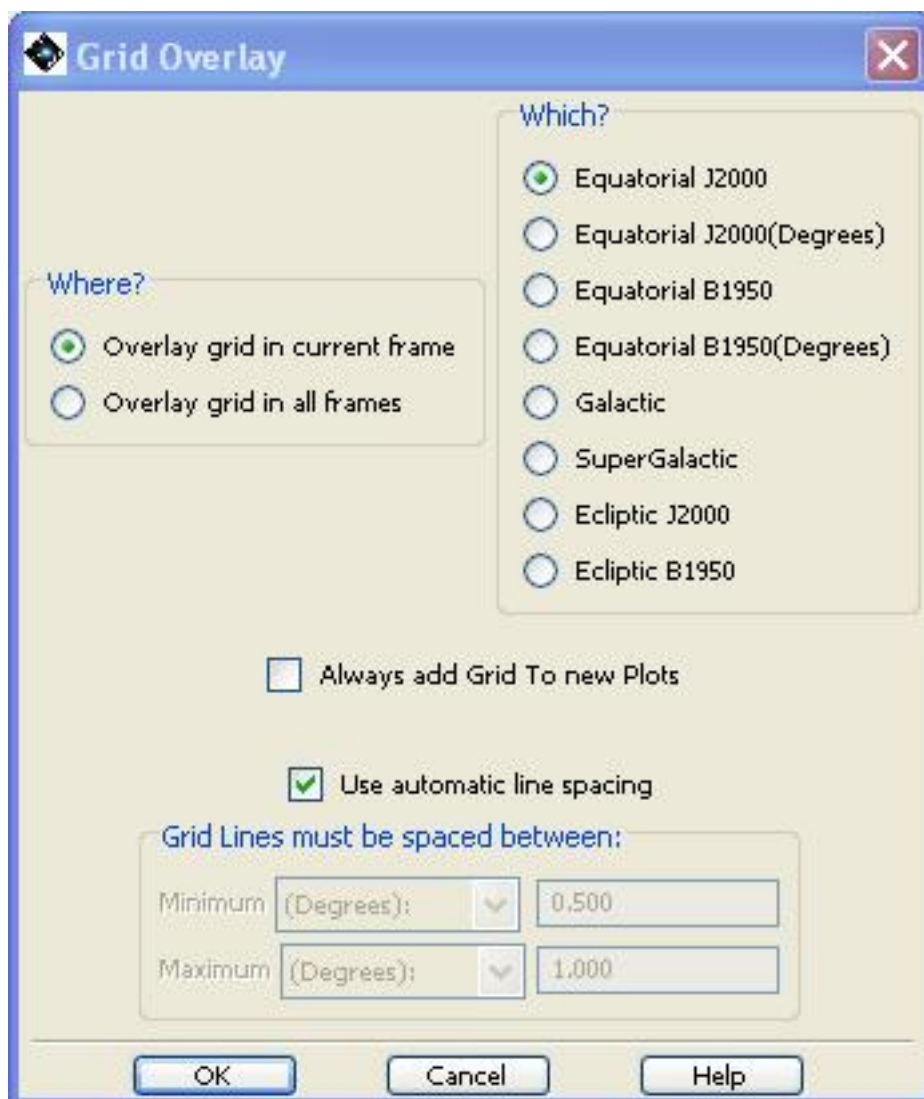 Grid Overlay
Where?
Overlay grid in current frame
Overlay grid in all frames
Which?
Equatorial J2000
Equatorial J2000(Degrees)
Equatorial B1950
Equatorial B1950(Degrees)
Galactic
SuperGalactic
Ecliptic J2000
Ecliptic B1950
Always add Grid To new Plots
Use automatic line spacing
Grid Lines must be spaced between:
Minimum (Degrees): 0.500
Maximum (Degrees): 1.000
OK Cancel Help